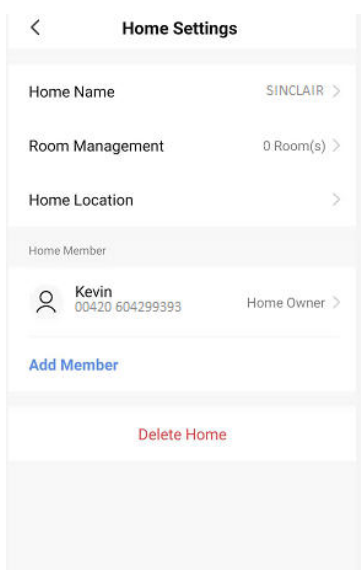 Home Settings
Home Name SINCLAIR
Room Management 0 Room(s)
Home Location
Home Member
Kevin
00420 604299393 Home Owner
Add Member
Delete Home